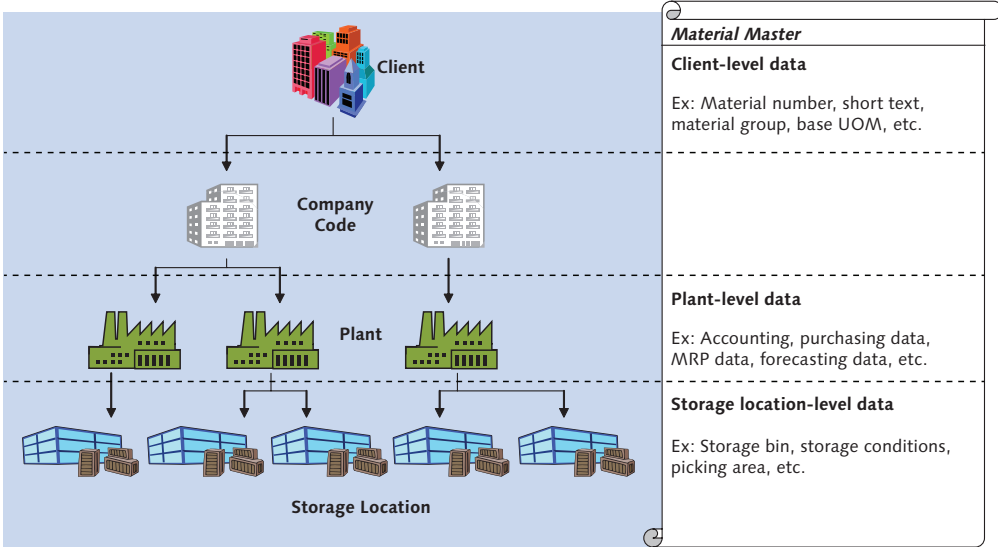 Client
Company
Code
Plant
Storage Location
Material Master
Client-level data
Ex: Material number, short text,
material group, base UOM, etc.
Plant-level data
Ex: Accounting, purchasing data,
MRP data, forecasting data, etc.
Storage location-level data
Ex: Storage bin, storage conditions,
picking area, etc.